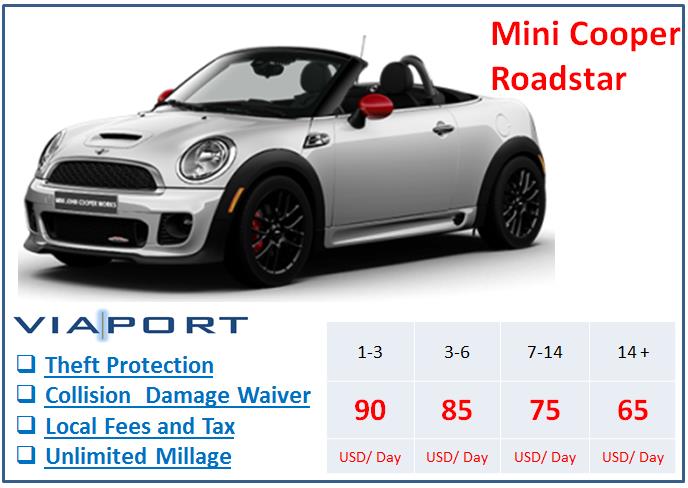 Mini Cooper
Roadstar
MINI JOHN COOPER WORKS
VIAPORT
Theft Protection
Collision Damage Waiver
Local Fees and Tax
Unlimited Millage
1-3 3-6 7-14 14 +
90 85 75 65
USD/ Day USD/ Day USD/ Day USD/ Day